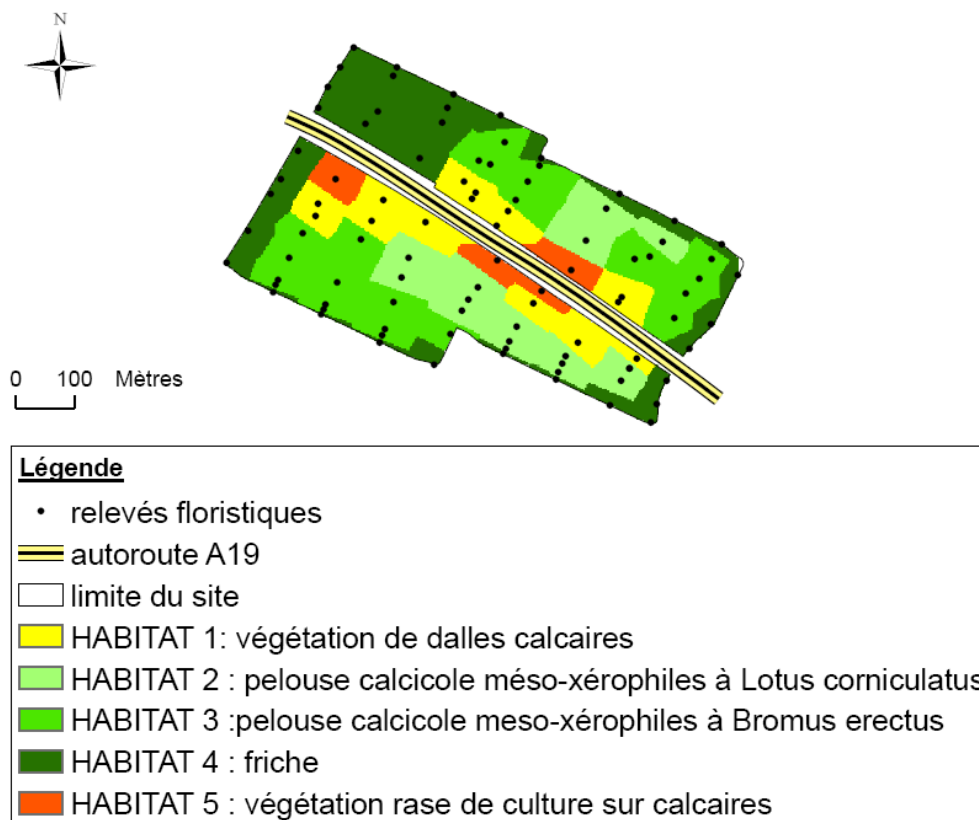 N
0 100 Mètres
Légende
relevés floristiques
autoroute A19
limite du site
HABITAT 1: végétation de dalles calcaires
HABITAT 2 : pelouse calcicole méso-xérophiles à Lotus corniculatus
HABITAT 3 :pelouse calcicole meso-xérophiles à Bromus erectus
HABITAT 4 : friche
HABITAT 5 : végétation rase de culture sur calcaires